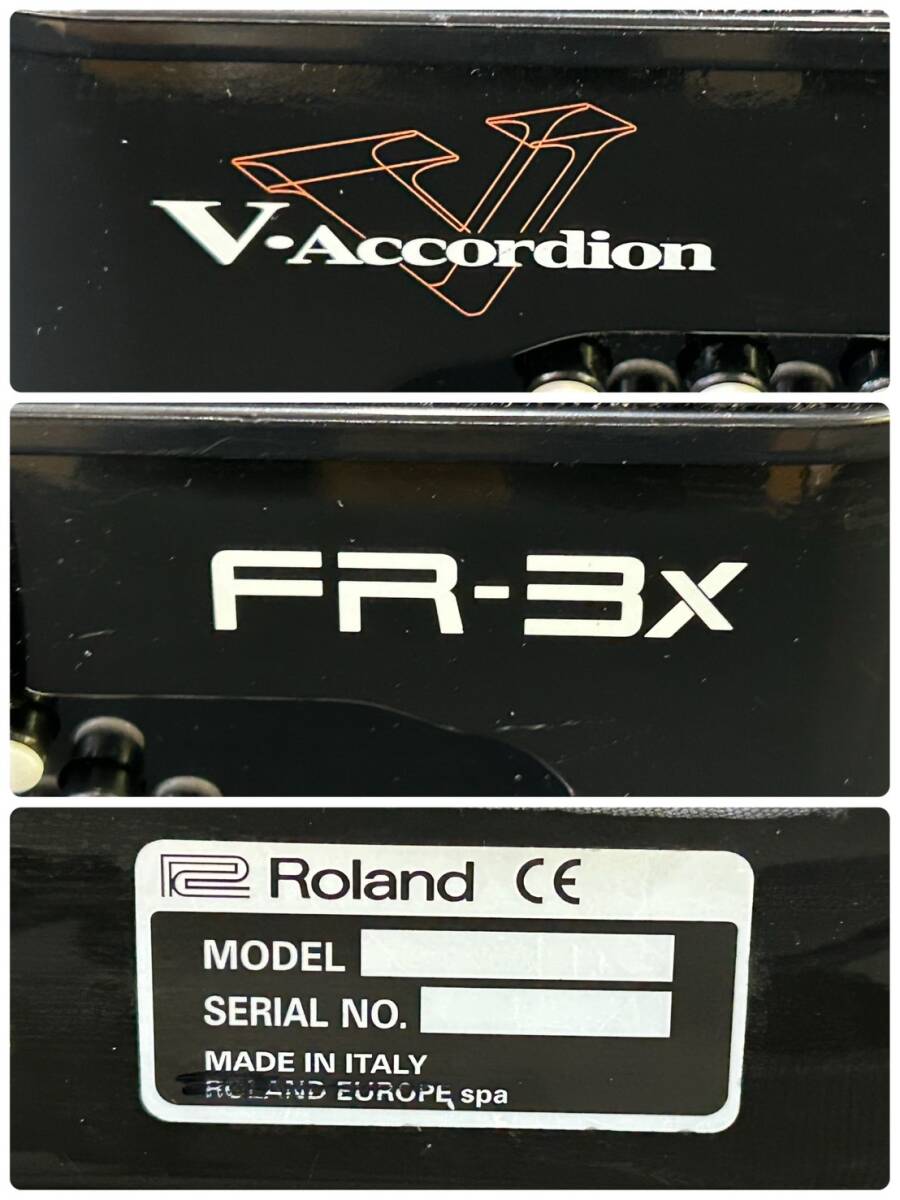 V-Accordion
FR-3x
Roland CE
MODEL
SERIAL NO.
MADE IN ITALY
ROLAND EUROPE spa